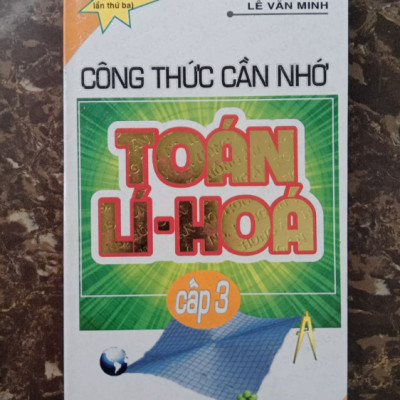 lần thứ ba)
LÊ VĂN MINH
CÔNG THỨC CẦN NHỚ
TOÁN
LÍ-HOÁ
cấp 3